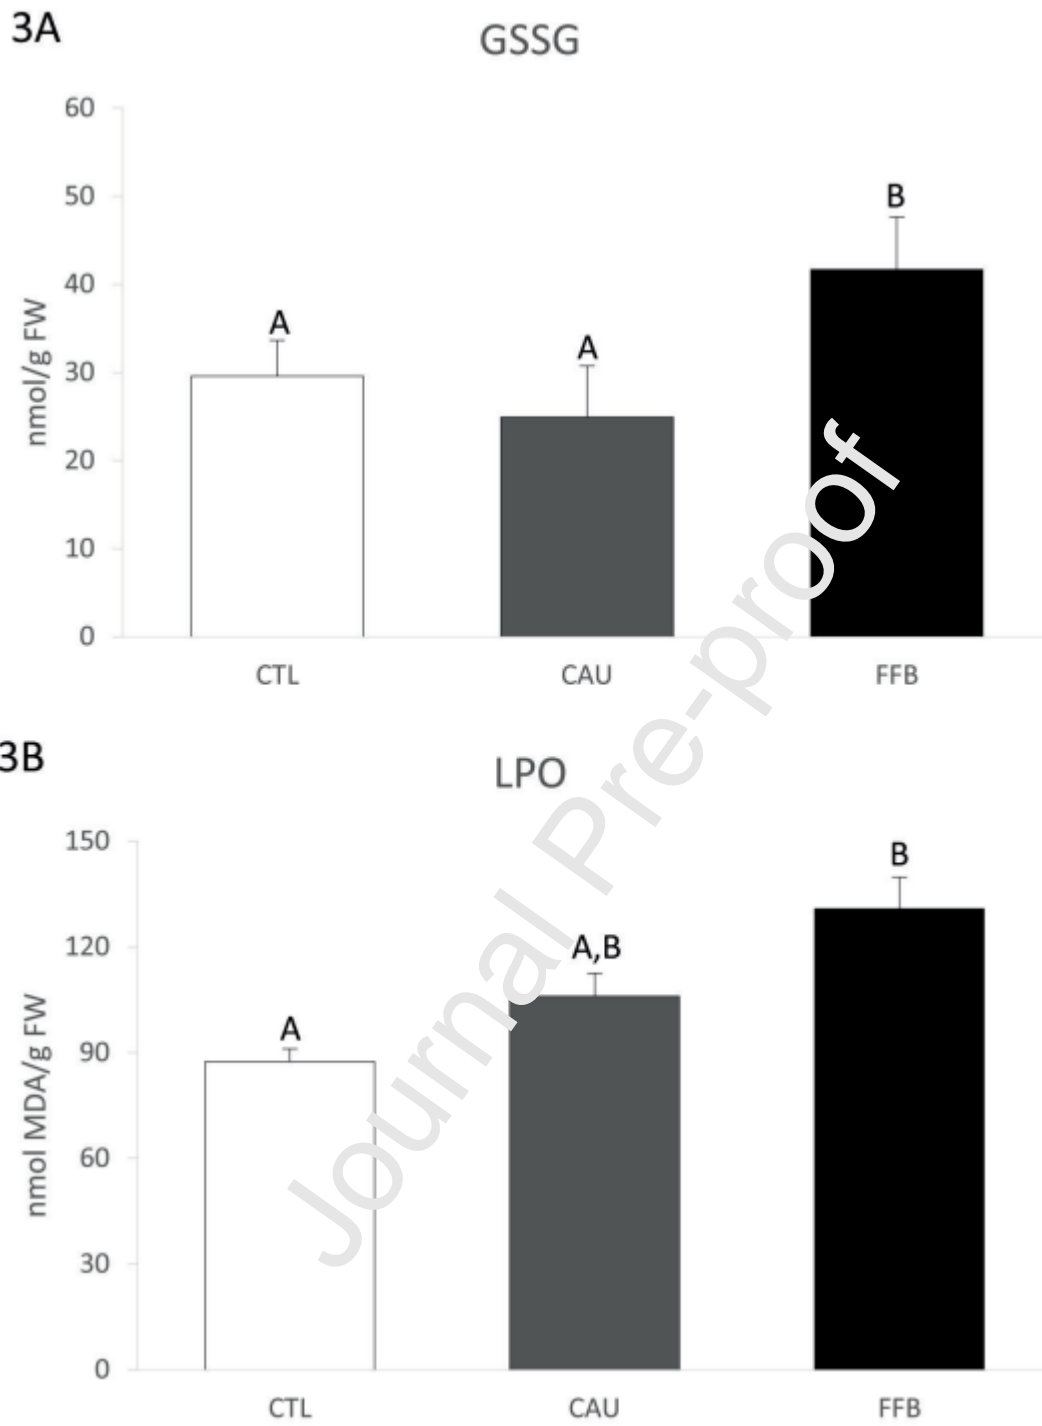 3A
GSSG
60
50
40
30
20
10
0
nmol/g FW
A
A
B
CTL CAU FFB
3B
LPO
150
120
90
60
30
0
nmol MDA/g FW
A
A,B
B
CTL CAU FFB
Journal Pre-proof